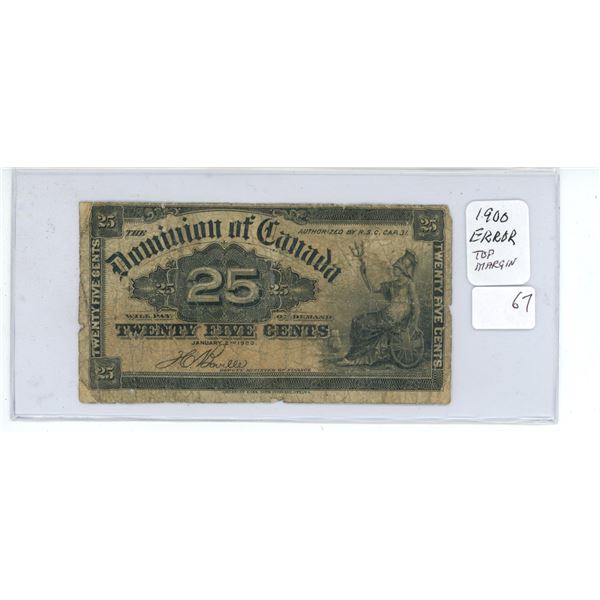 25 25
THE AUTHORIZED BY R.S.C. CAP. 31.
Dominion of Canada
25 25 25
WILL PAY ON DEMAND
TWENTY FIVE CENTS
JANUARY 2ND 1900.
DEPUTY MINISTER OF FINANCE
25 25
TWENTY FIVE CENTS
TWENTY FIVE CENTS
1900
ERROR
TOP
MARGIN
67